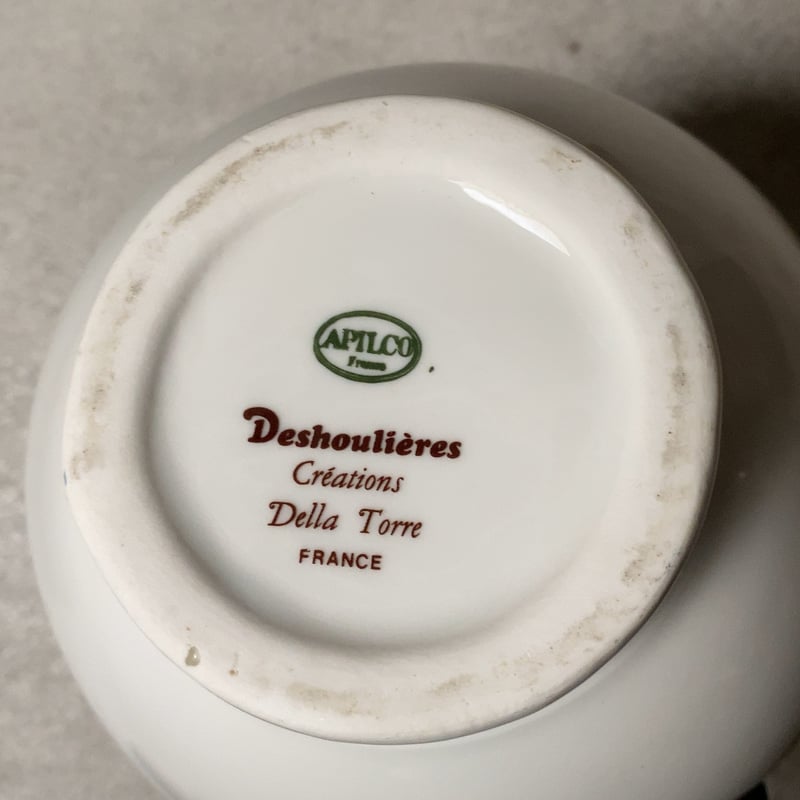 APILCO
France
Deshoulières
Créations
Della Torre
FRANCE